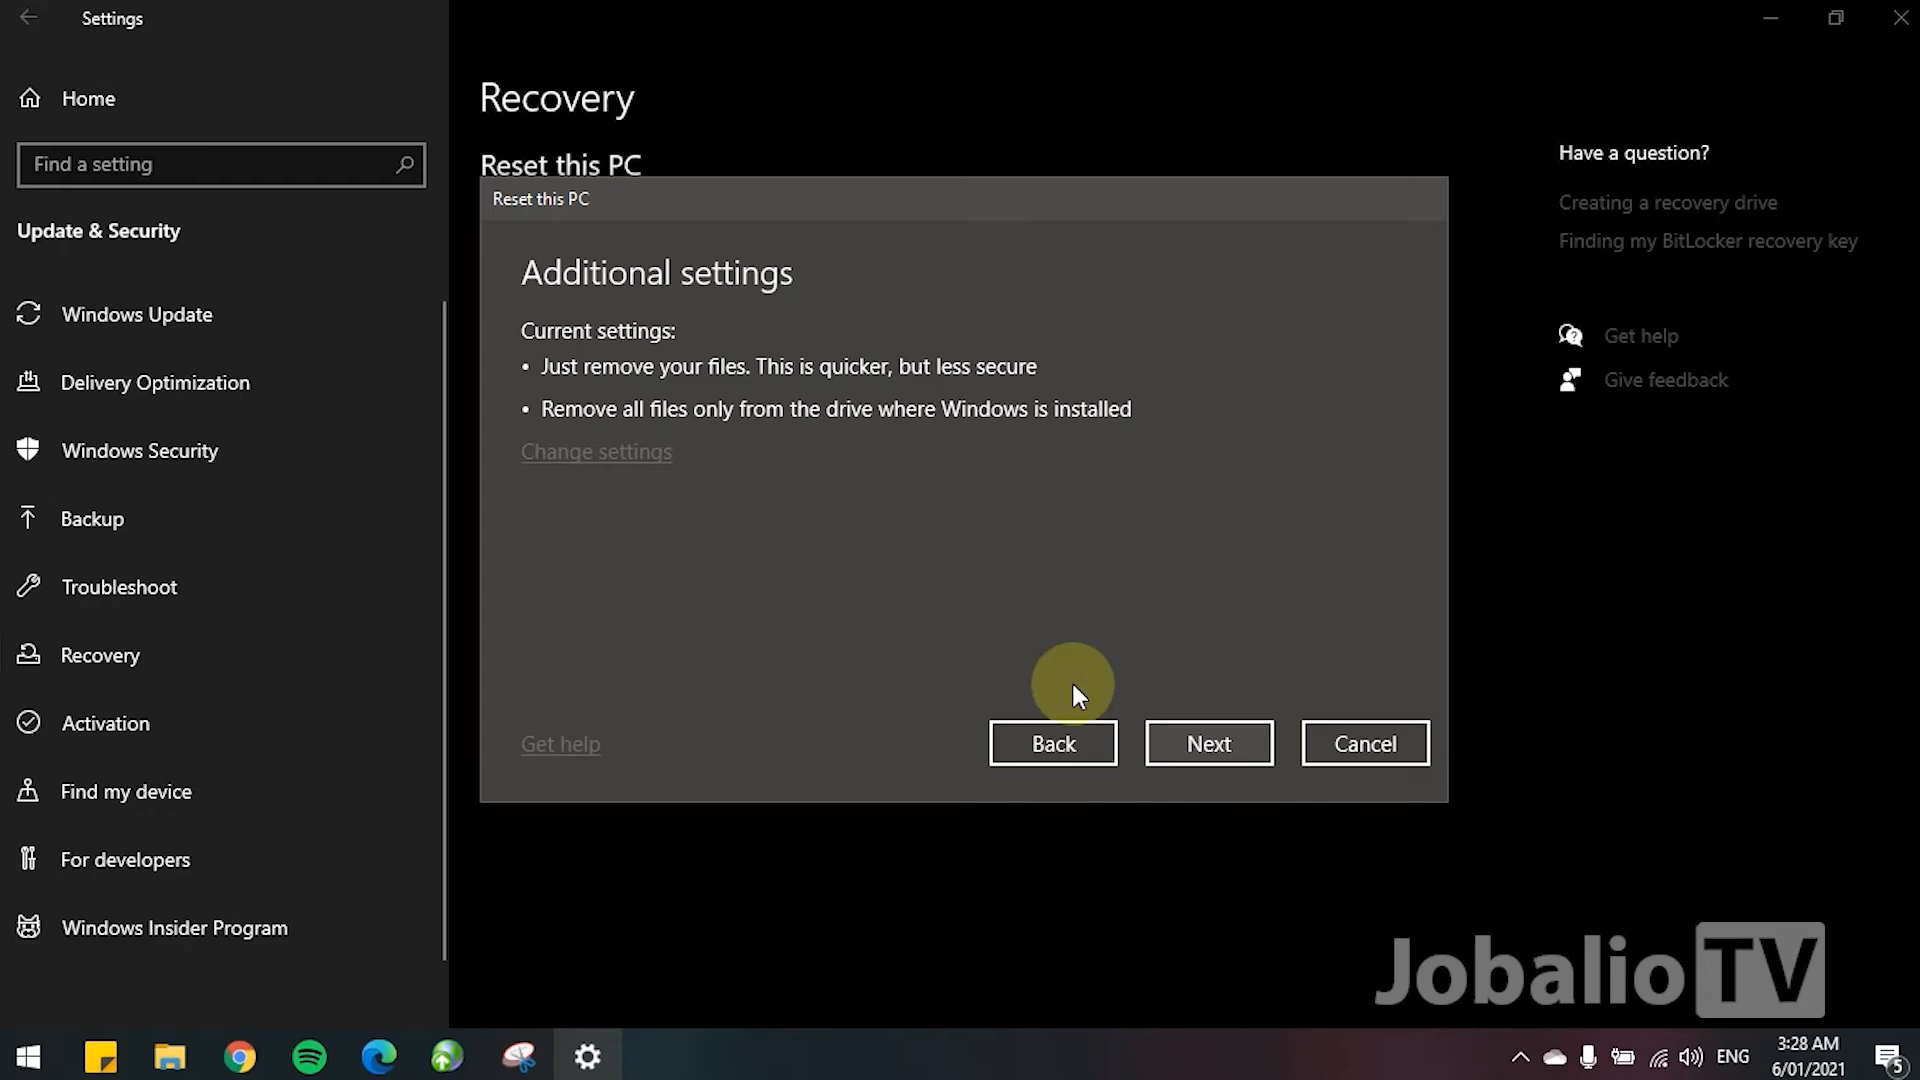 Settings
Home
Find a setting
Update & Security
Windows Update
Delivery Optimization
Windows Security
Backup
Troubleshoot
Recovery
Activation
Find my device
For developers
Windows Insider Program
Recovery
Reset this PC
Reset this PC
Additional settings
Current settings:
• Just remove your files. This is quicker, but less secure
• Remove all files only from the drive where Windows is installed
Change settings
Get help
Back
Next
Cancel
Have a question?
Creating a recovery drive
Finding my BitLocker recovery key
Get help
Give feedback
Jobalio TV
ENG
3:28 AM
6/01/2021
5